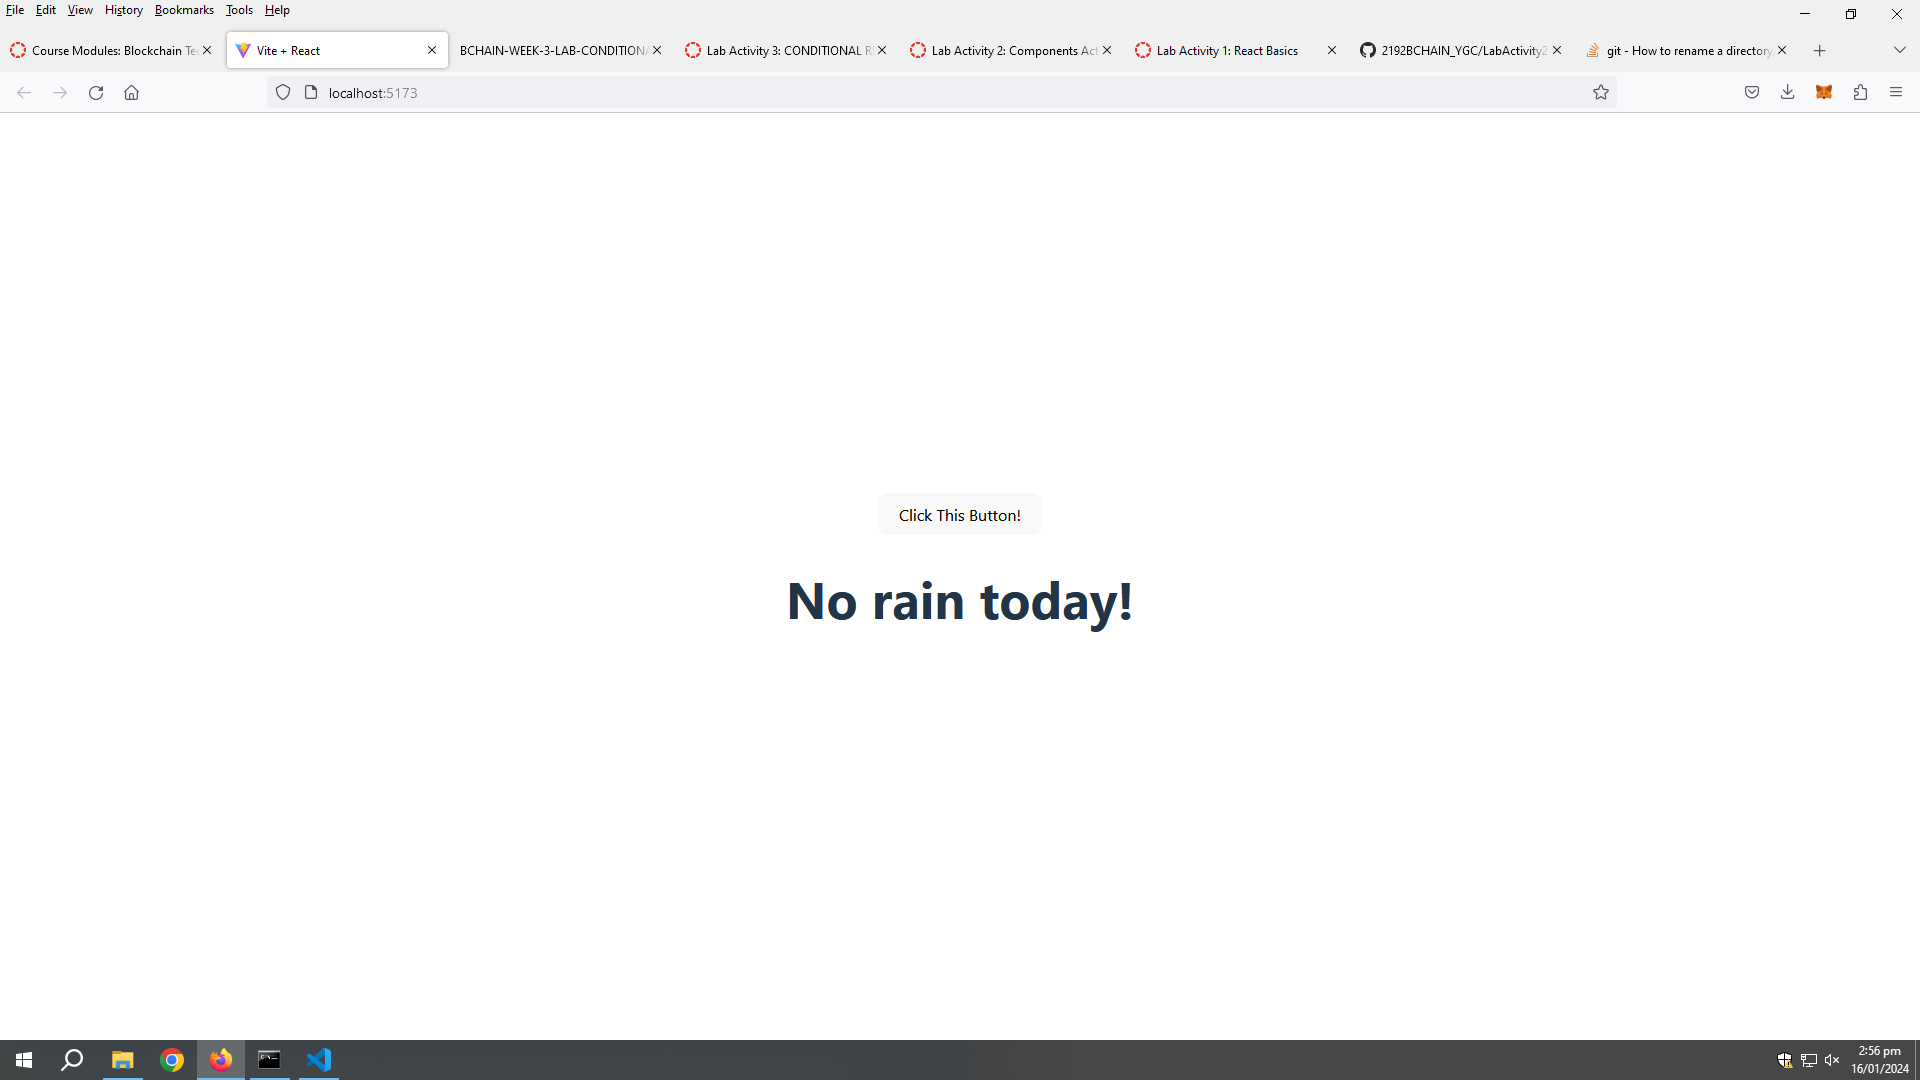 File Edit View History Bookmarks Tools Help
Course Modules: Blockchain Te
Vite + React
BCHAIN-WEEK-3-LAB-CONDITIONA
Lab Activity 3: CONDITIONAL R
Lab Activity 2: Components Act
Lab Activity 1: React Basics
2192BCHAIN_YGC/LabActivity2
git - How to rename a directory
localhost:5173
Click This Button!
No rain today!
2:56 pm
16/01/2024